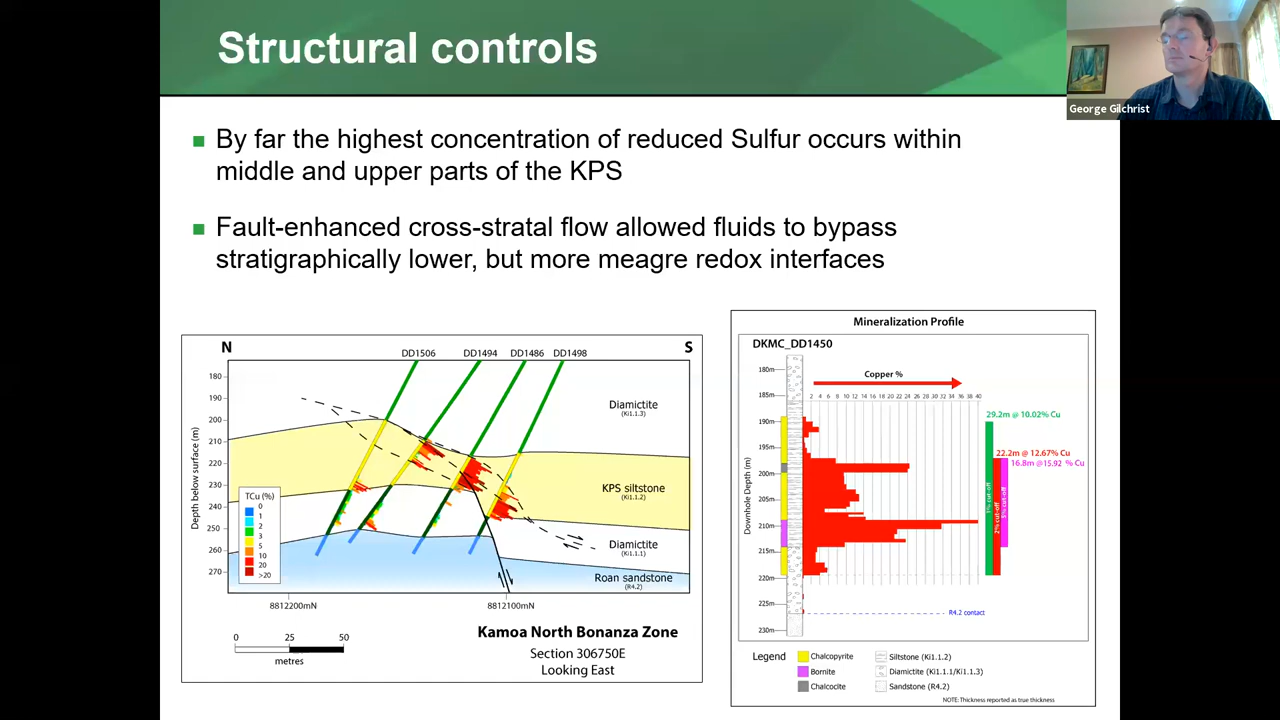 Structural controls
George Gilchrist
By far the highest concentration of reduced Sulfur occurs within
middle and upper parts of the KPS
Fault-enhanced cross-stratal flow allowed fluids to bypass
stratigraphically lower, but more meagre redox interfaces
N
S
DD1506 DD1494 DD1486 DD1498
Depth below surface (m)
180
190
200
210
220
230
240
250
260
270
Diamictite
(Ki1.1.3)
KPS siltstone
(Ki1.1.2)
Diamictite
(Ki1.1.1)
Roan sandstone
(R4.2)
TCu (%)
0
1
2
3
5
10
20
>20
8812200mN 8812100mN
0 25 50
metres
Kamoa North Bonanza Zone
Section 306750E
Looking East
Mineralization Profile
DKMC_DD1450
Copper %
2 4 6 8 10 12 14 16 18 20 22 24 26 28 30 32 34 36 38 40
Downhole Depth (m)
180m
185m
190m
195m
200m
205m
210m
215m
220m
225m
230m
29.2m @ 10.02% Cu
22.2m @ 12.67% Cu
16.8m @15.92 % Cu
1% cut-off
2% cut-off
R4.2 contact
Legend
Chalcopyrite
Bornite
Chalcocite
Siltstone (Ki1.1.2)
Diamictite (Ki1.1.1/Ki1.1.3)
Sandstone (R4.2)
NOTE: Thickness reported as true thickness